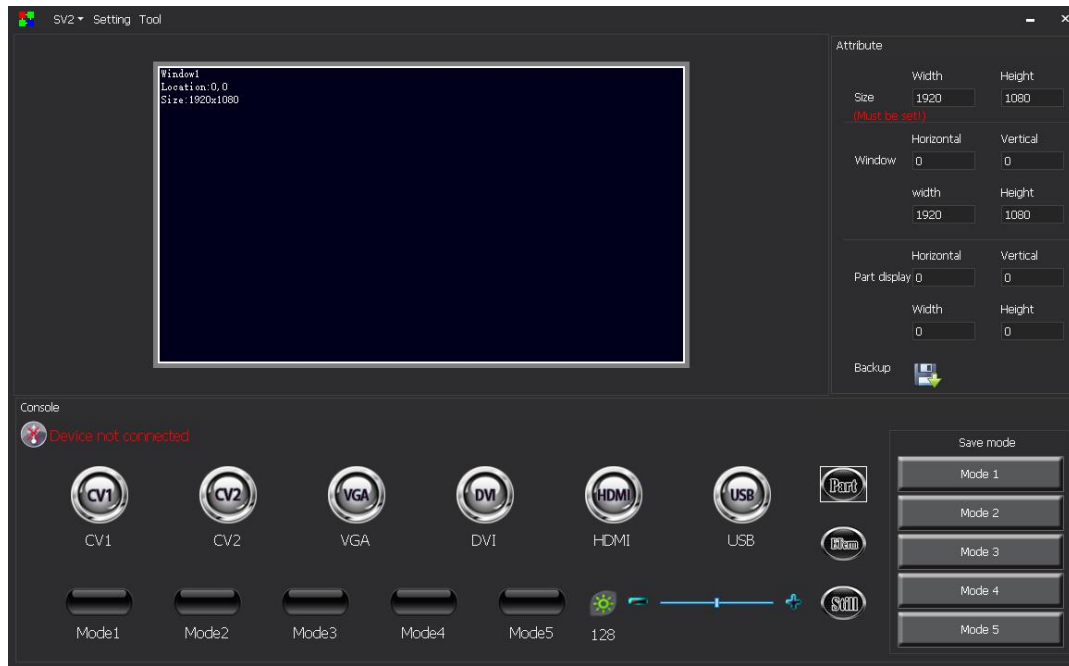 SV2 Setting Tool
Window1
Location:0,0
Size:1920x1080
Attribute
Width Height
Size 1920 1080
(Must be set!)
Horizontal Vertical
Window 0 0
width Height
1920 1080
Horizontal Vertical
Part display 0 0
Width Height
0 0
Backup
Console
Device not connected
CV1 CV2 VGA DVI HDMI USB
CV1 CV2 VGA DVI HDMI USB
Mode1 Mode2 Mode3 Mode4 Mode5 128
Part
Still
Save mode
Mode 1
Mode 2
Mode 3
Mode 4
Mode 5